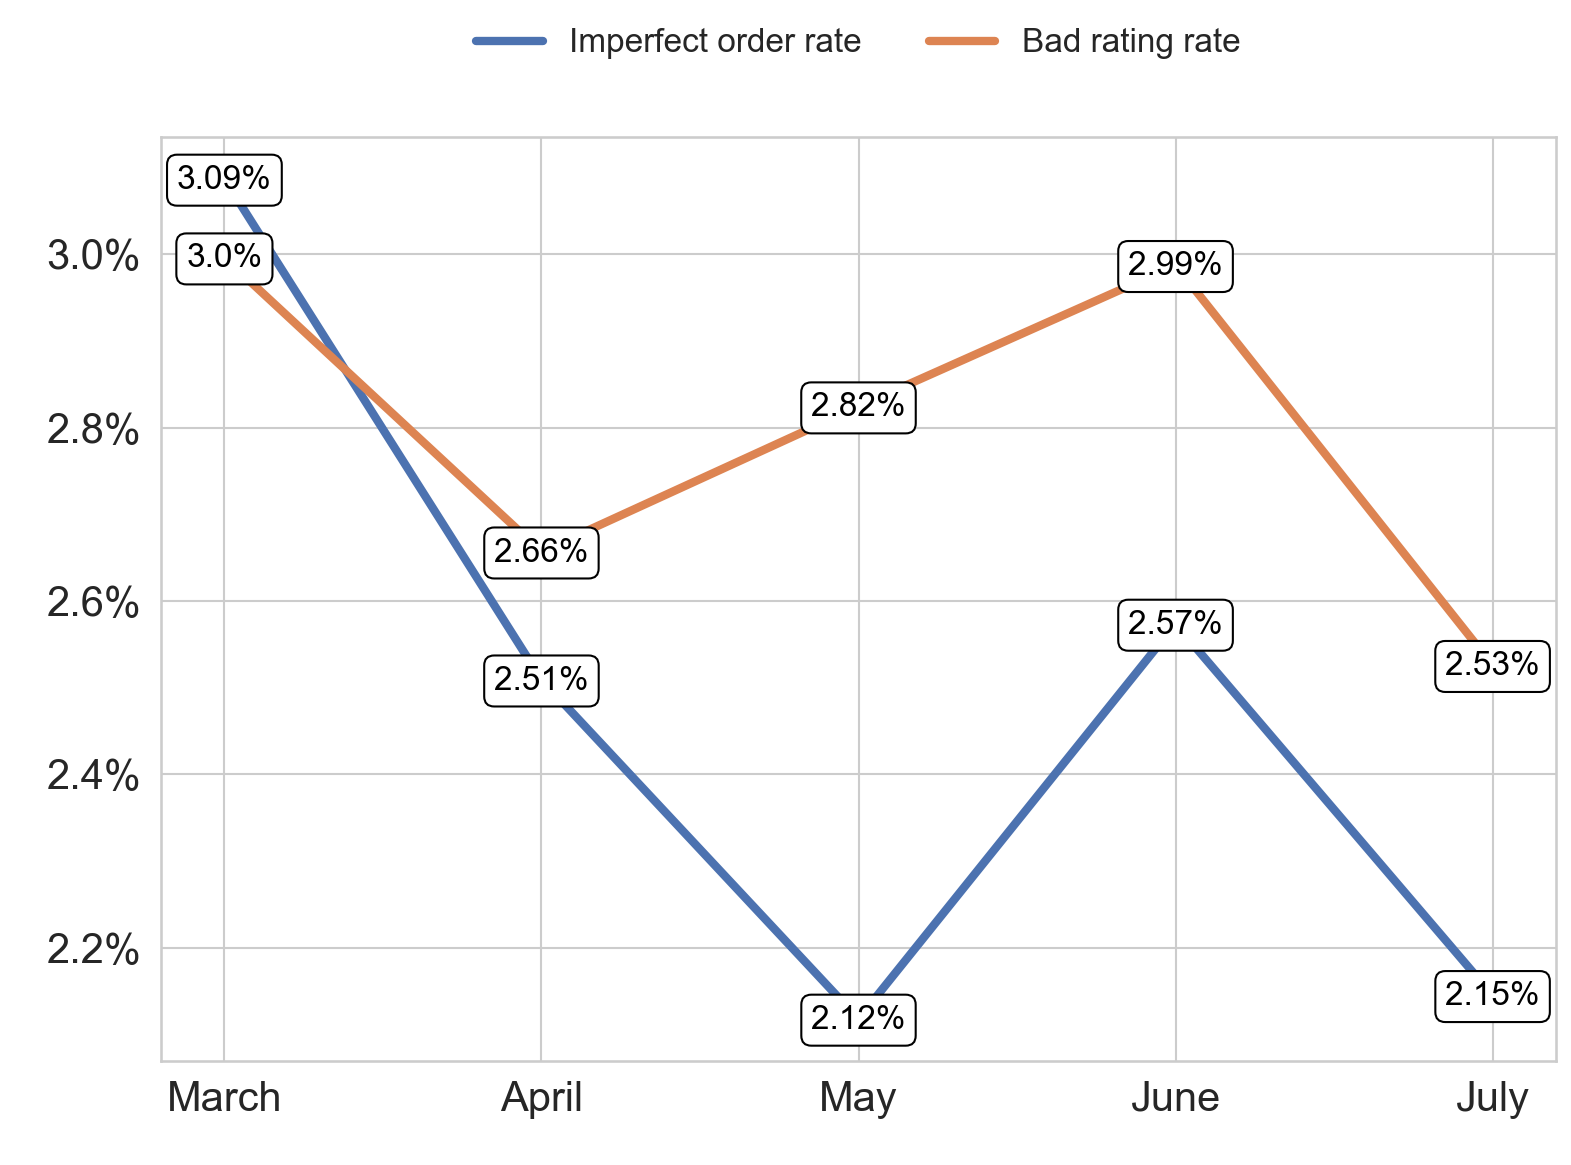 Imperfect order rate
Bad rating rate
3.09%
3.0%
3.0%
2.99%
2.8%
2.82%
2.66%
2.6%
2.57%
2.51%
2.53%
2.4%
2.2%
2.12%
2.15%
March
April
May
June
July